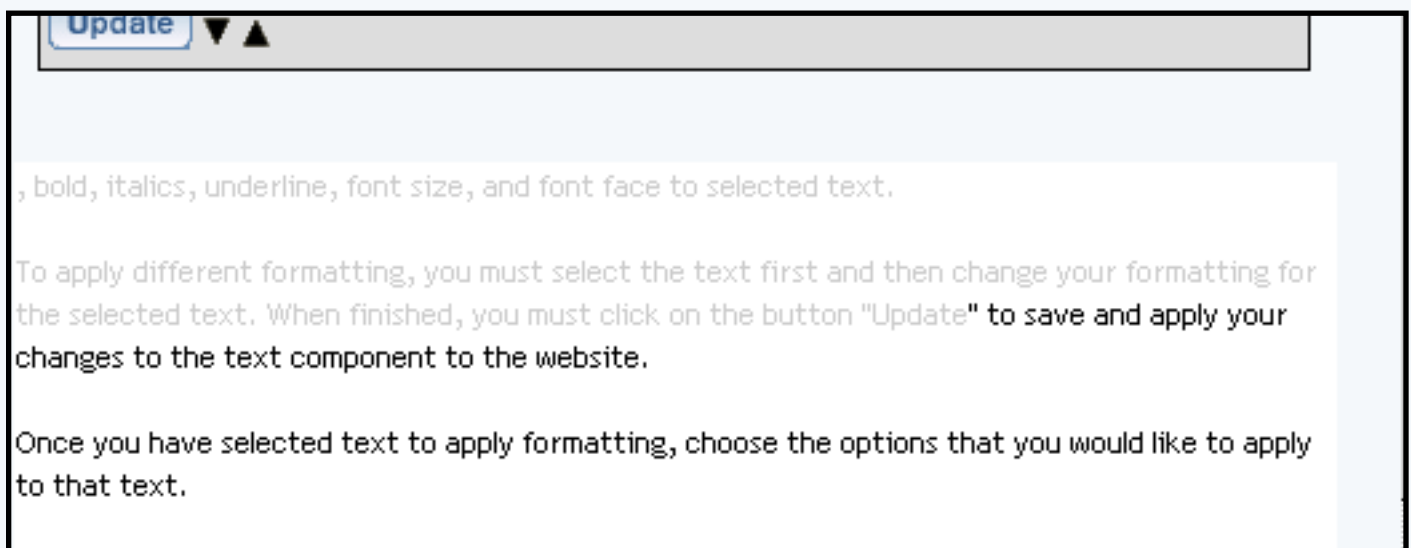 Update ▼ ▲
, bold, italics, underline, font size, and font face to selected text.
To apply different formatting, you must select the text first and then change your formatting for
the selected text. When finished, you must click on the button "Update" to save and apply your
changes to the text component to the website.
Once you have selected text to apply formatting, choose the options that you would like to apply
to that text.